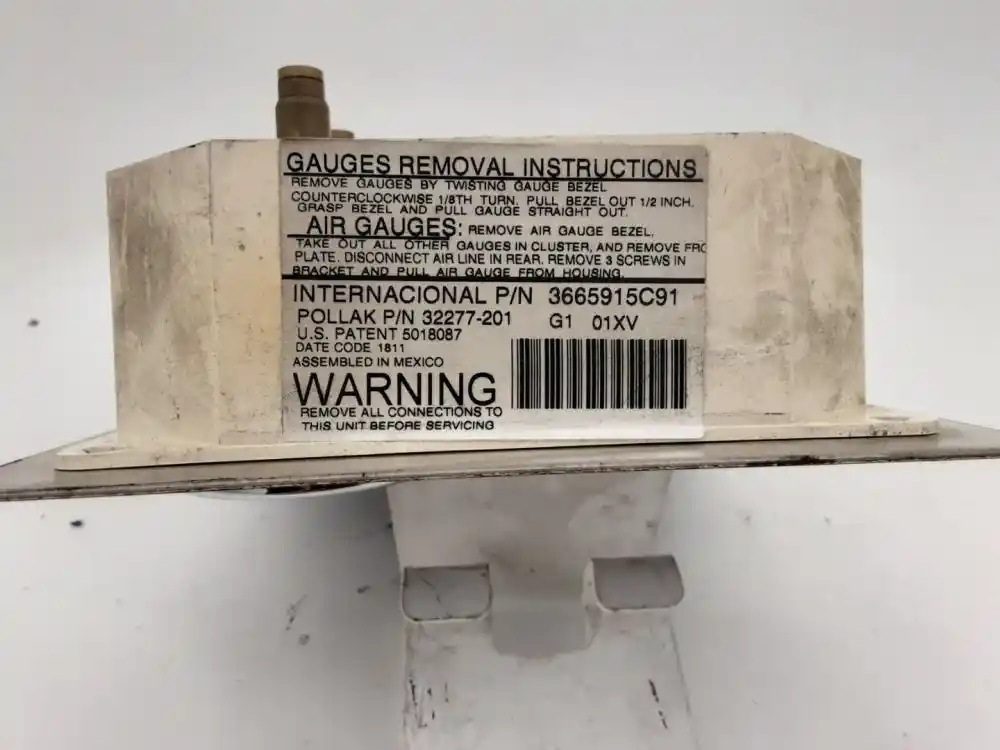 GAUGES REMOVAL INSTRUCTIONS
REMOVE GAUGES BY TWISTING GAUGE BEZEL
COUNTERCLOCKWISE 1/8TH TURN. PULL BEZEL OUT 1/2 INCH.
GRASP BEZEL AND PULL GAUGE STRAIGHT OUT.
AIR GAUGES: REMOVE AIR GAUGE BEZEL,
TAKE OUT ALL OTHER GAUGES IN CLUSTER, AND REMOVE FRO
PLATE. DISCONNECT AIR LINE IN REAR. REMOVE 3 SCREWS IN
BRACKET AND PULL AIR GAUGE FROM HOUSING.
INTERNACIONAL P/N 3665915C91
POLLAK P/N 32277-201 G1 01XV
U.S. PATENT 5018087
DATE CODE 1811
ASSEMBLED IN MEXICO
WARNING
REMOVE ALL CONNECTIONS TO
THIS UNIT BEFORE SERVICING